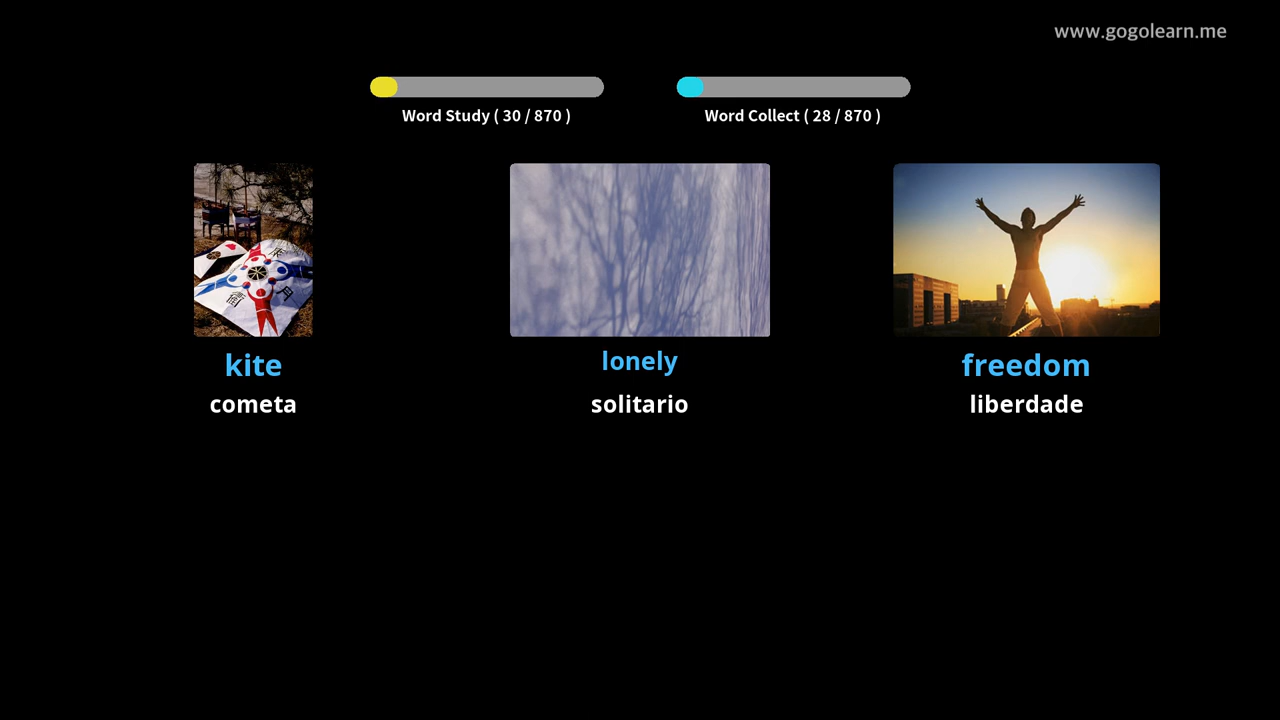 www.gogolearn.me
Word Study ( 30 / 870 )
Word Collect ( 28 / 870 )
kite
cometa
lonely
solitario
freedom
liberdade